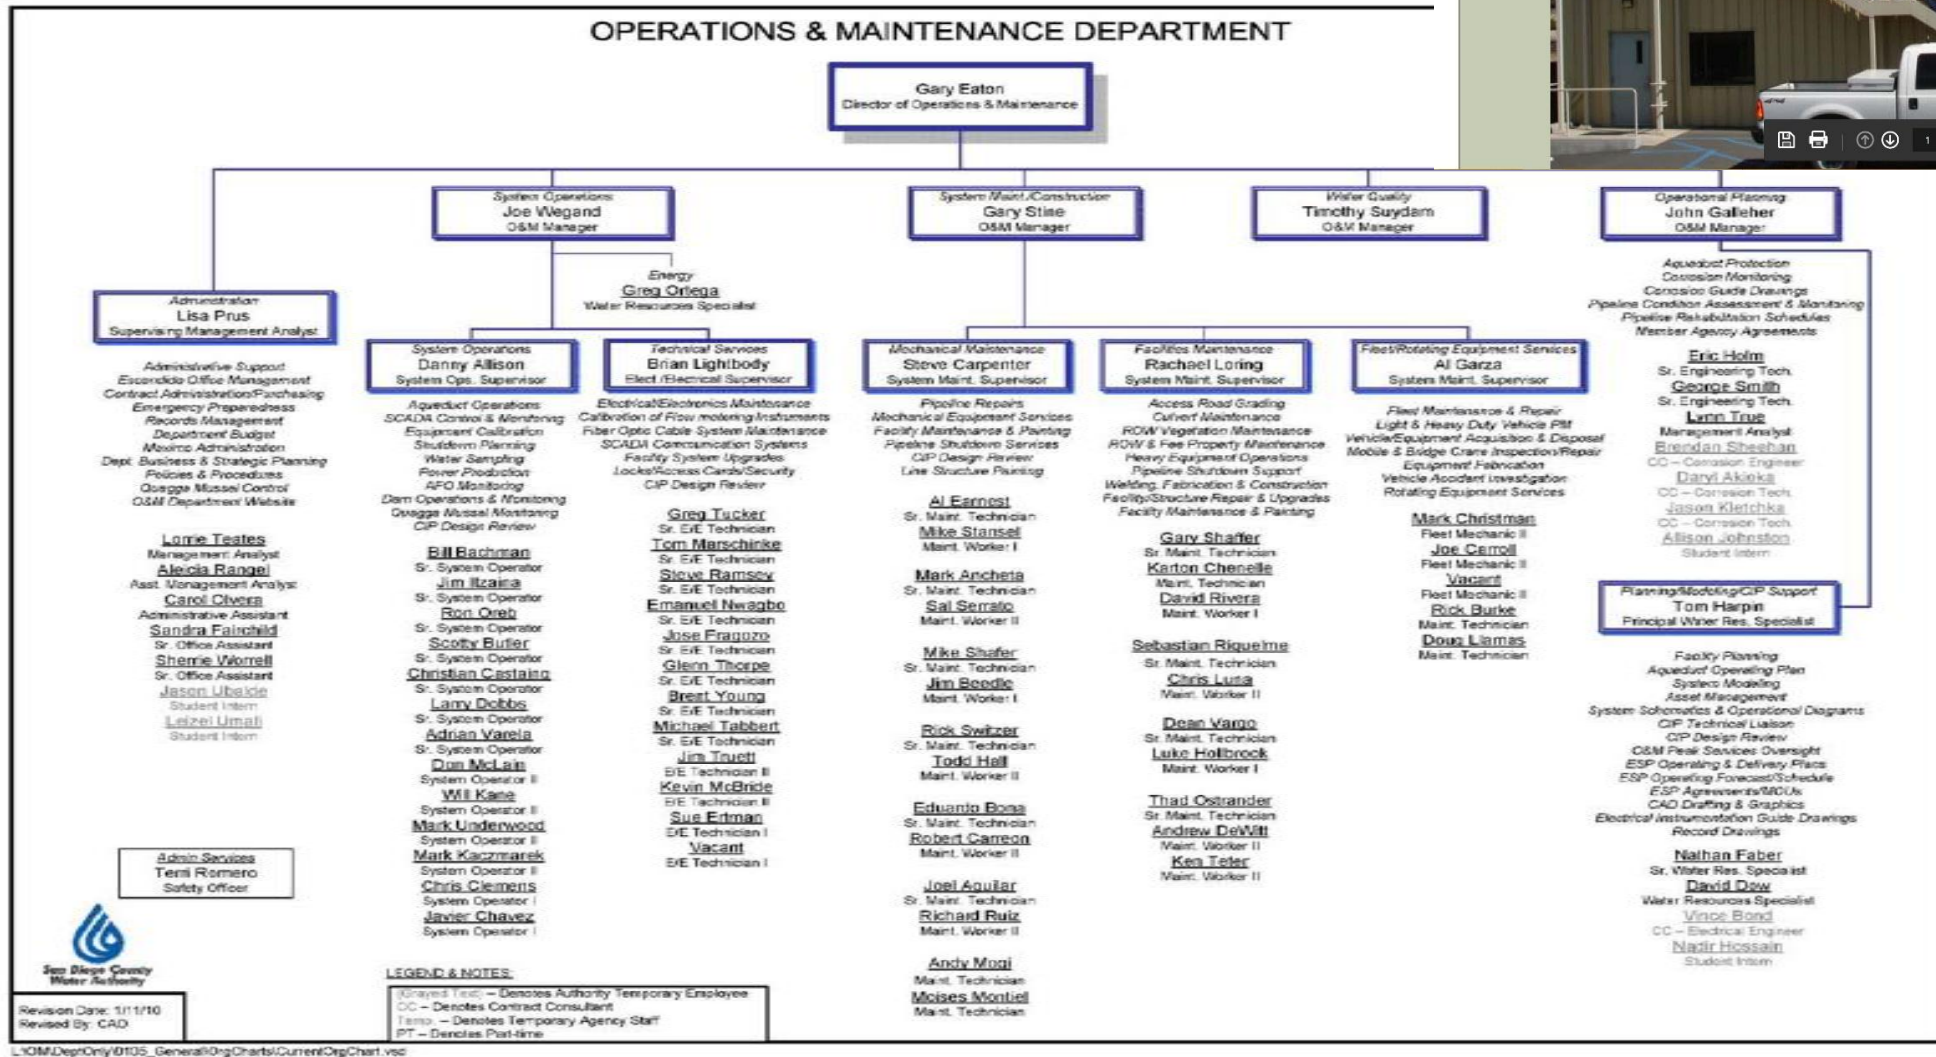 OPERATIONS & MAINTENANCE DEPARTMENT
Gary Eaton
Director of Operations & Maintenance
1
System Operations
Joe Wegand
O&M Manager
System Maint./Construction
Gary Stine
O&M Manager
Water Quality
Timothy Suydam
O&M Manager
Operational Planning
John Galleher
O&M Manager
Energy
Greg Ortega
Water Resources Specialist
Administration
Lisa Prus
Supervising Management Analyst
Administrative Support
Escondido Office Management
Contract Administration/Purchasing
Emergency Preparedness
Records Management
Department Budget
Maximo Administration
Dept. Business & Strategic Planning
Policies & Procedures
Quagga Mussel Control
O&M Department Website
Lorrie Teates
Management Analyst
Aleicia Rangel
Asst. Management Analyst
Carol Olvera
Administrative Assistant
Sandra Fairchild
Sr. Office Assistant
Sherrie Worrell
Sr. Office Assistant
Jason Ubalde
Student Intern
Leizel Umali
Student Intern
Admin Services
Terri Romero
Safety Officer
System Operations
Danny Allison
System Ops. Supervisor
Aqueduct Operations
SCADA Control & Monitoring
Equipment Calibration
Shutdown Planning
Water Sampling
Power Production
AFO Monitoring
Dam Operations & Monitoring
Quagga Mussel Monitoring
CIP Design Review
Bill Bachman
Sr. System Operator
Jim Itzaina
Sr. System Operator
Ron Oreb
Sr. System Operator
Scotty Butler
Sr. System Operator
Christian Castaing
Sr. System Operator
Larry Dobbs
Sr. System Operator
Adrian Varela
Sr. System Operator
Don McLain
System Operator II
Will Kane
System Operator II
Mark Underwood
System Operator II
Mark Kaczmarek
System Operator II
Chris Clemens
System Operator I
Javier Chavez
System Operator I
Technical Services
Brian Lightbody
Elect./Electrical Supervisor
Electrical/Electronics Maintenance
Calibration of Flow metering Instruments
Fiber Optic Cable System Maintenance
SCADA Communication Systems
Facility System Upgrades
Locks/Access Cards/Security
CIP Design Review
Greg Tucker
Sr. E/E Technician
Tom Marschinke
Sr. E/E Technician
Steve Ramsey
Sr. E/E Technician
Emanuel Nwagbo
Sr. E/E Technician
Jose Fragozo
Sr. E/E Technician
Glenn Thorpe
Sr. E/E Technician
Brent Young
Sr. E/E Technician
Michael Tabbert
Sr. E/E Technician
Jim Truett
E/E Technician II
Kevin McBride
E/E Technician II
Sue Ertman
E/E Technician I
Vacant
E/E Technician I
Mechanical Maintenance
Steve Carpenter
System Maint. Supervisor
Pipeline Repairs
Mechanical Equipment Services
Facility Maintenance & Painting
Pipeline Shutdown Services
CIP Design Review
Line Structure Painting
Al Earnest
Sr. Maint. Technician
Mike Stansel
Maint. Worker I
Mark Ancheta
Sr. Maint. Technician
Sal Serrato
Maint. Worker II
Mike Shafer
Sr. Maint. Technician
Jim Beedle
Maint. Worker I
Rick Switzer
Sr. Maint. Technician
Todd Hall
Maint. Worker II
Eduardo Bona
Sr. Maint. Technician
Robert Carreon
Maint. Worker II
Joel Aguilar
Sr. Maint. Technician
Richard Ruiz
Maint. Worker II
Andy Mogi
Maint. Technician
Moises Montiel
Maint. Technician
Facilities Maintenance
Rachael Loring
System Maint. Supervisor
Access Road Grading
Culvert Maintenance
ROW Vegetation Maintenance
ROW & Fee Property Maintenance
Heavy Equipment Operations
Pipeline Shutdown Support
Welding, Fabrication & Construction
Facility/Structure Repair & Upgrades
Facility Maintenance & Painting
Gary Shaffer
Sr. Maint. Technician
Karton Chenelle
Maint. Technician
David Rivera
Maint. Worker I
Sebastian Riquelme
Sr. Maint. Technician
Chris Luna
Maint. Worker II
Dean Vargo
Sr. Maint. Technician
Luke Hollbrook
Maint. Worker I
Thad Ostrander
Sr. Maint. Technician
Andrew DeWitt
Maint. Worker II
Ken Teter
Maint. Worker II
Fleet/Rotating Equipment Services
Al Garza
System Maint. Supervisor
Fleet Maintenance & Repair
Light & Heavy Duty Vehicle PM
Vehicle/Equipment Acquisition & Disposal
Mobile & Bridge Crane Inspection/Repair
Equipment Fabrication
Vehicle Accident Investigation
Rotating Equipment Services
Mark Christman
Fleet Mechanic II
Joe Carroll
Fleet Mechanic II
Vacant
Fleet Mechanic II
Rick Burke
Maint. Technician
Doug Llamas
Maint. Technician
Aqueduct Protection
Corrosion Monitoring
Corrosion Guide Drawings
Pipeline Condition Assessment & Monitoring
Pipeline Rehabilitation Schedules
Member Agency Agreements
Eric Holm
Sr. Engineering Tech.
George Smith
Sr. Engineering Tech.
Lynn True
Management Analyst
Brendan Sheehan
CC – Corrosion Engineer
Daryl Akioka
CC – Corrosion Tech.
Jason Kletchka
CC – Corrosion Tech.
Allison Johnston
Student Intern
Planning/Modeling/CIP Support
Tom Harpin
Principal Water Res. Specialist
Facility Planning
Aqueduct Operating Plan
System Modeling
Asset Management
System Schematics & Operational Diagrams
CIP Technical Liaison
CIP Design Review
O&M Peak Services Oversight
ESP Operating & Delivery Plans
ESP Operating Forecast/Schedule
ESP Agreements/MOUs
CAD Drafting & Graphics
Electrical Instrumentation Guide Drawings
Record Drawings
Nathan Faber
Sr. Water Res. Specialist
David Dow
Water Resources Specialist
Vince Bond
CC – Electrical Engineer
Nadir Hossain
Student Intern
San Diego County
Water Authority
Revision Date: 1/11/10
Revised By: CAD
LEGEND & NOTES:
(Grayed Text) – Denotes Authority Temporary Employee
CC – Denotes Contract Consultant
Temp. – Denotes Temporary Agency Staff
PT – Denotes Part-time
L:\OM\DeptOnly\0105_General\OrgCharts\CurrentOrgChart.vsd